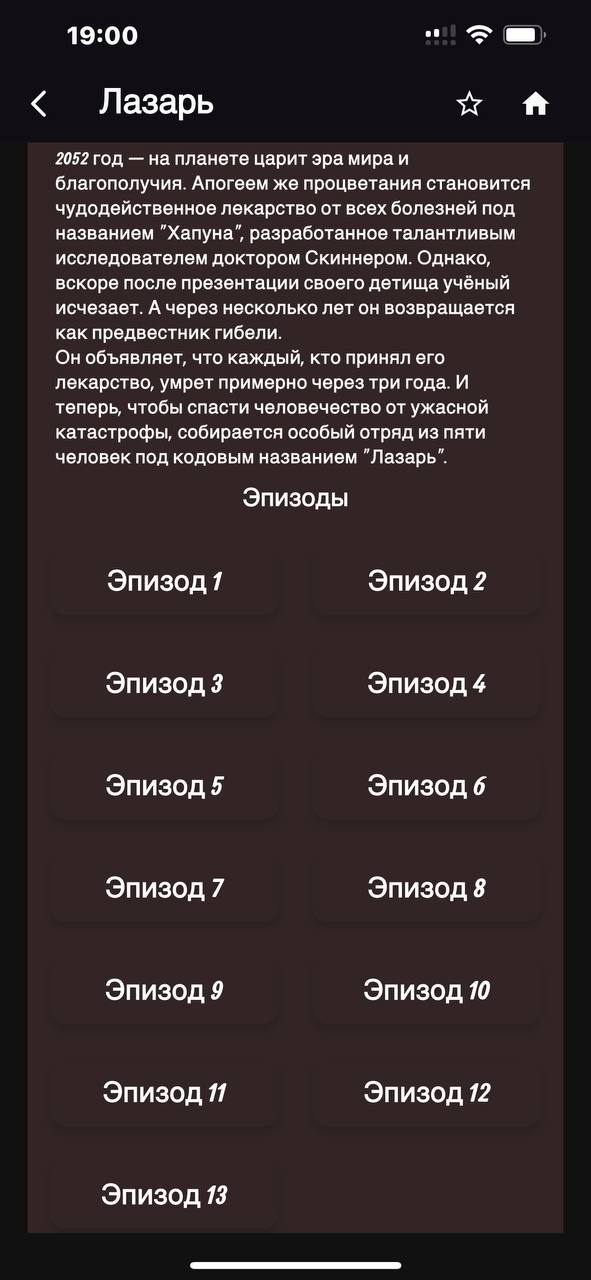 19:00
Лазарь
2052 год — на планете царит эра мира и
благополучия. Апогеем же процветания становится
чудодейственное лекарство от всех болезней под
названием "Хапуна", разработанное талантливым
исследователем доктором Скиннером. Однако,
вскоре после презентации своего детища учёный
исчезает. А через несколько лет он возвращается
как предвестник гибели.
Он объявляет, что каждый, кто принял его
лекарство, умрет примерно через три года. И
теперь, чтобы спасти человечество от ужасной
катастрофы, собирается особый отряд из пяти
человек под кодовым названием "Лазарь".
Эпизоды
Эпизод 1
Эпизод 2
Эпизод 3
Эпизод 4
Эпизод 5
Эпизод 6
Эпизод 7
Эпизод 8
Эпизод 9
Эпизод 10
Эпизод 11
Эпизод 12
Эпизод 13